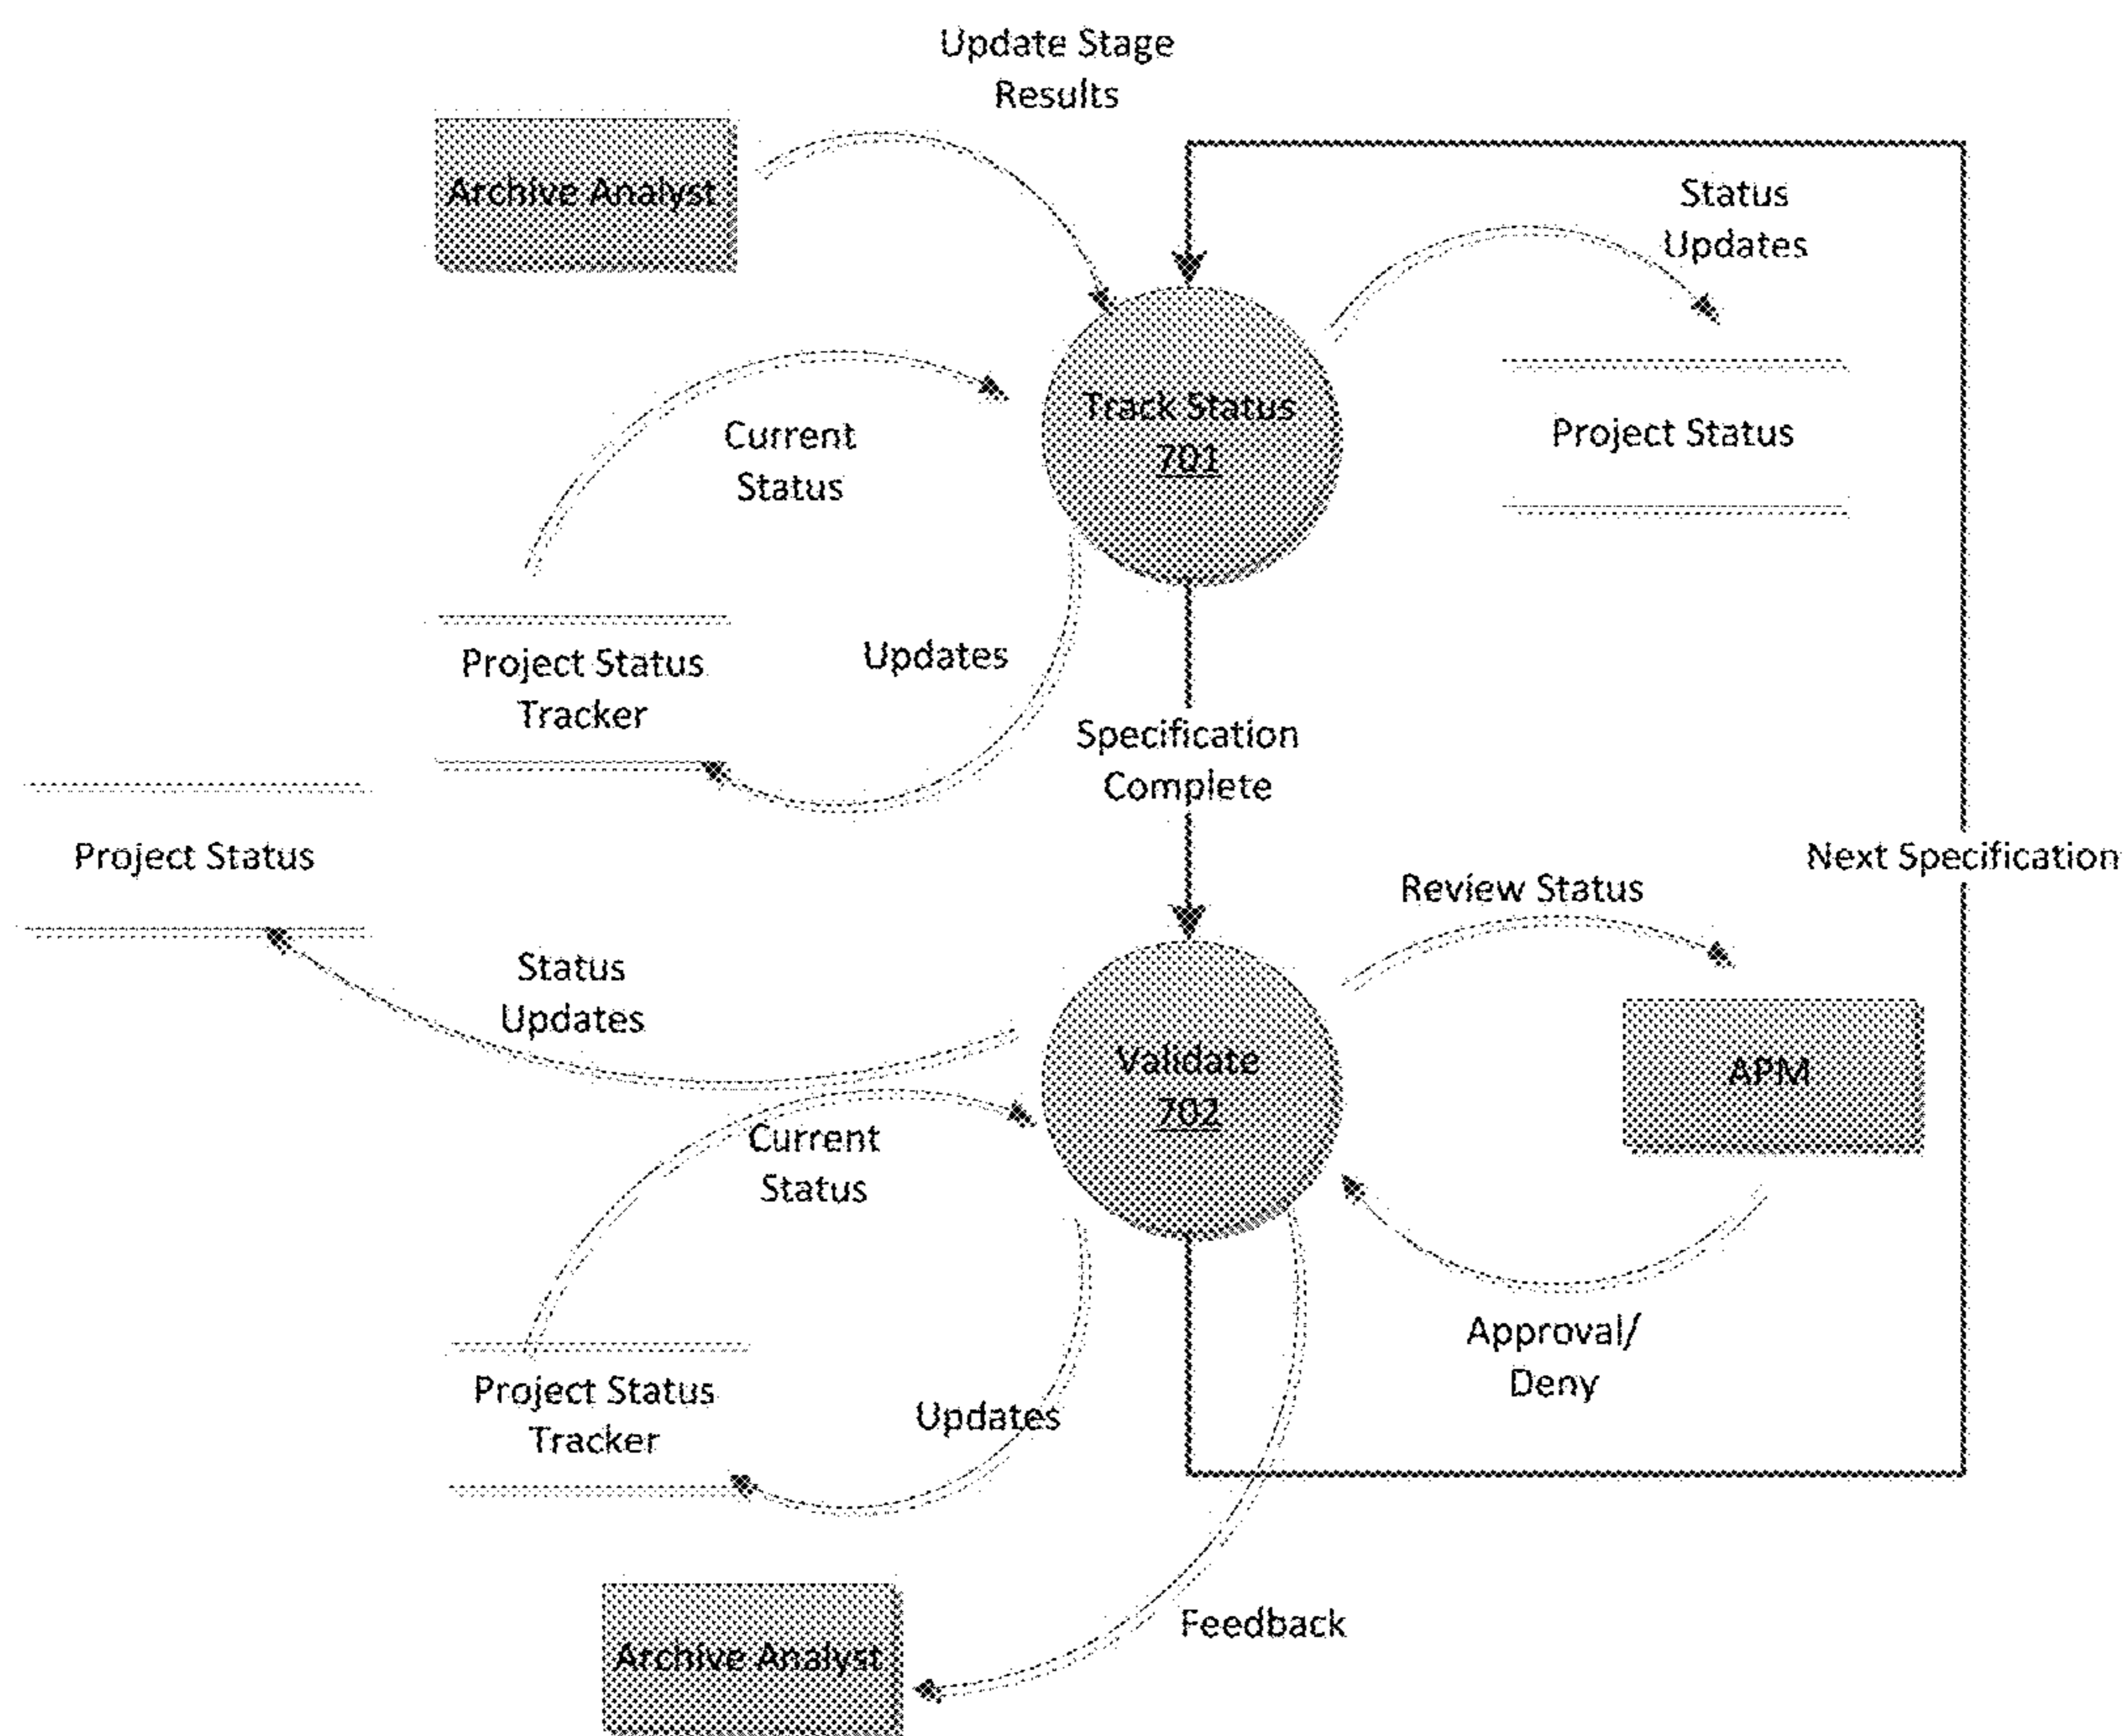 Update Stage
Results
Archive Analyst
Status
Updates
Track Status
701
Project Status
Current
Status
Updates
Project Status
Tracker
Specification
Complete
Project Status
Next Specification
Review Status
Status
Updates
Validate
702
APM
Current
Status
Approval/
Deny
Project Status
Tracker
Updates
Feedback
Archive Analyst